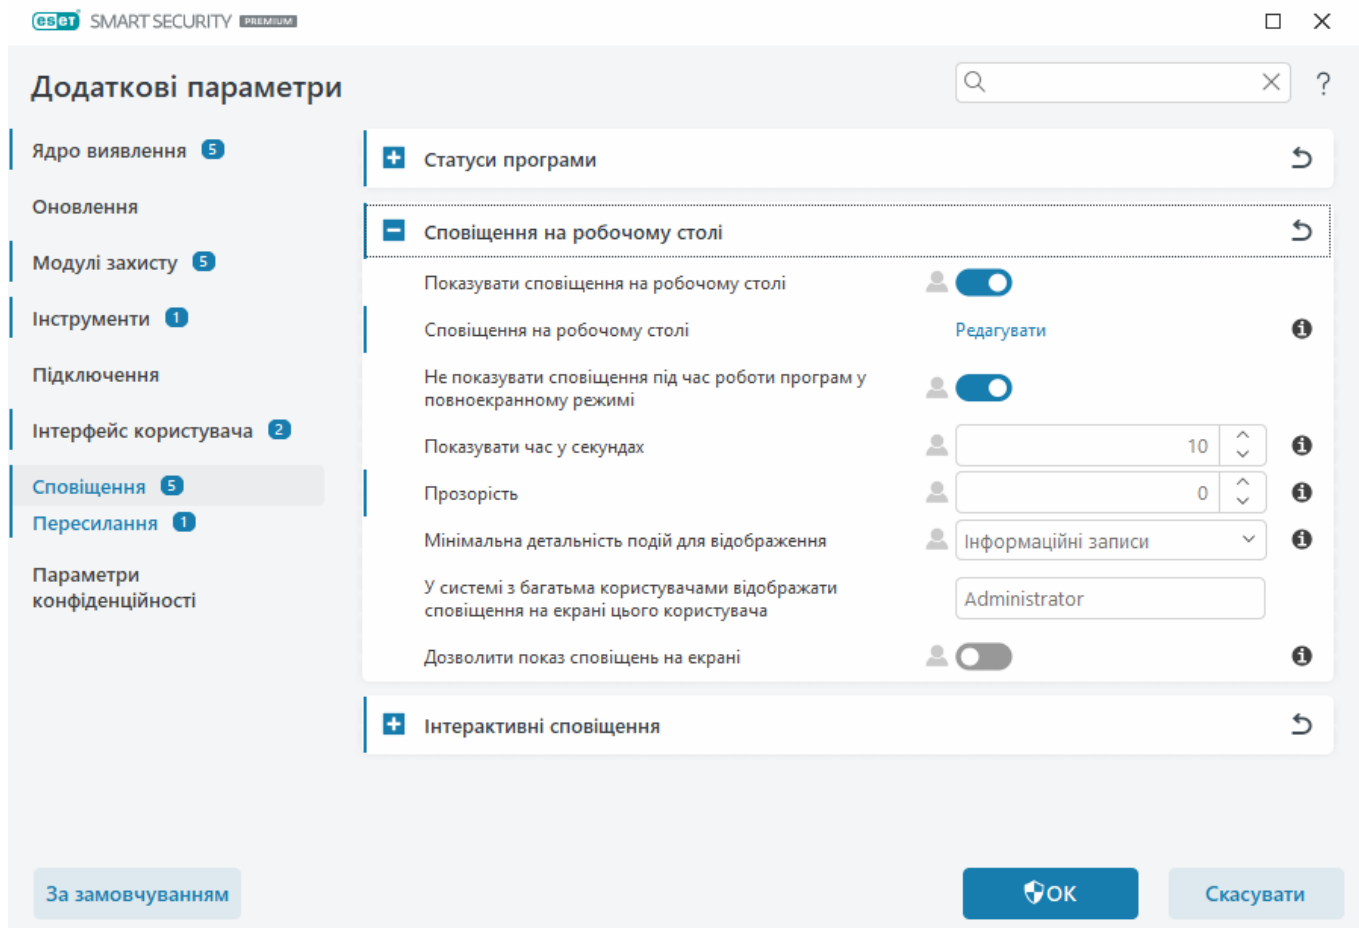 eset SMART SECURITY PREMIUM
Додаткові параметри
?
Ядро виявлення 5
Оновлення
Модулі захисту 5
Інструменти 1
Підключення
Інтерфейс користувача 2
Сповіщення 5
Пересилання 1
Параметри
конфіденційності
Статуси програми
Сповіщення на робочому столі
Показувати сповіщення на робочому столі
Сповіщення на робочому столі Редагувати
Не показувати сповіщення під час роботи програм у
повноекранному режимі
Показувати час у секундах 10
Прозорість 0
Мінімальна детальність подій для відображення Інформаційні записи
У системі з багатьма користувачами відображати
сповіщення на екрані цього користувача
Administrator
Дозволити показ сповіщень на екрані
Інтерактивні сповіщення
За замовчуванням
OK
Скасувати